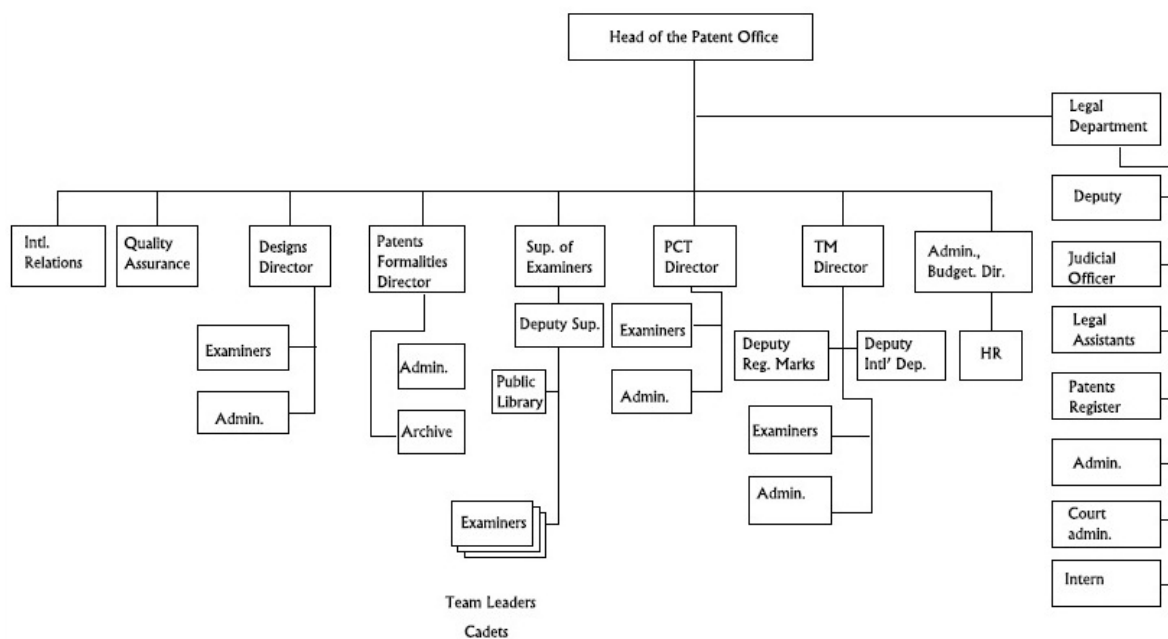 Head of the Patent Office
Legal
Department
Deputy
Judicial
Officer
Legal
Assistants
Patents
Register
Admin.
Court
admin.
Intern
Intl.
Relations
Quality
Assurance
Designs
Director
Examiners
Admin.
Patents
Formalities
Director
Admin.
Archive
Sup. of
Examiners
Deputy Sup.
Public
Library
Examiners
Team Leaders
Cadets
PCT
Director
Examiners
Admin.
TM
Director
Deputy
Reg. Marks
Deputy
Intl' Dep.
Examiners
Admin.
Admin.,
Budget. Dir.
HR